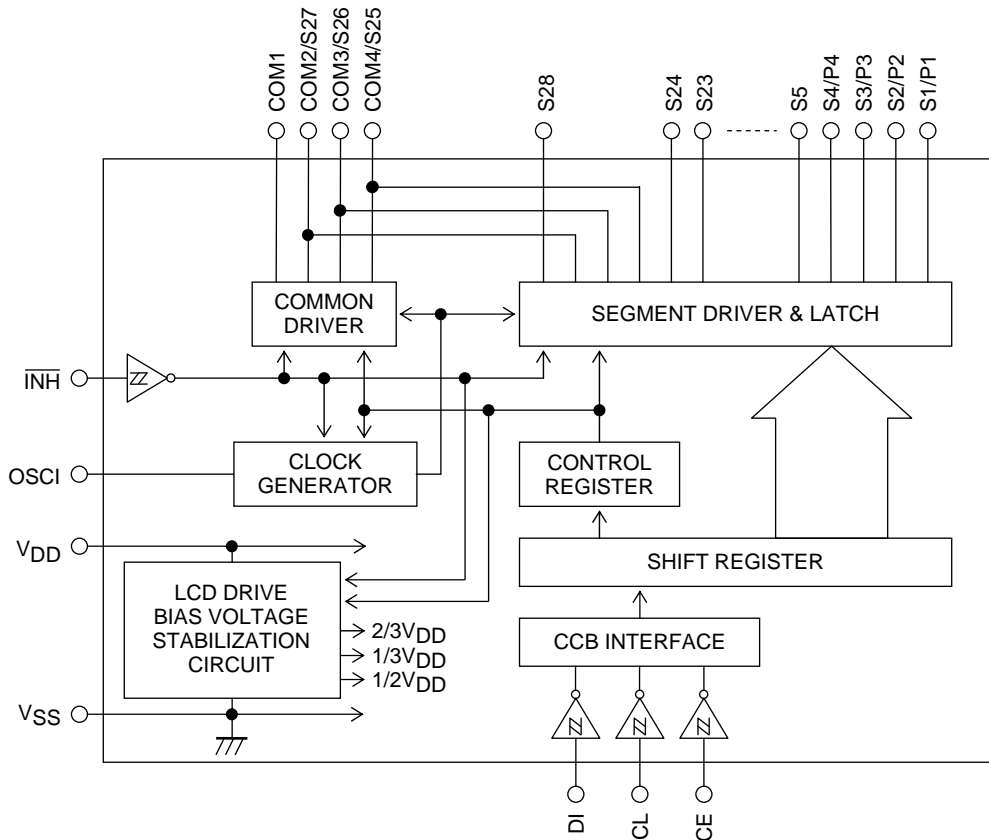 COM1
COM2/S27
COM3/S26
COM4/S25
S28
S24
S23
S5
S4/P4
S3/P3
S2/P2
S1/P1
COMMON
DRIVER
SEGMENT DRIVER & LATCH
INH
OSCI
CLOCK
GENERATOR
CONTROL
REGISTER
VDD
SHIFT REGISTER
LCD DRIVE
BIAS VOLTAGE
STABILIZATION
CIRCUIT
2/3VDD
1/3VDD
1/2VDD
CCB INTERFACE
VSS
DI
CL
CE